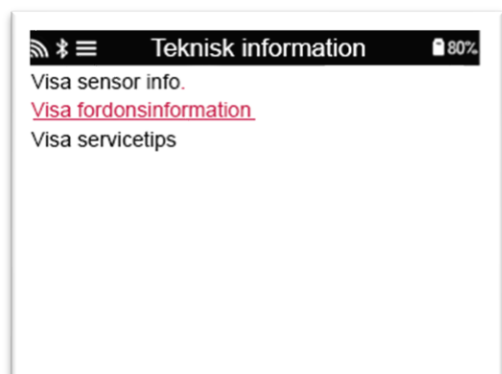 Teknisk information 80%
Visa sensor info.
Visa fordonsinformation
Visa servicetips